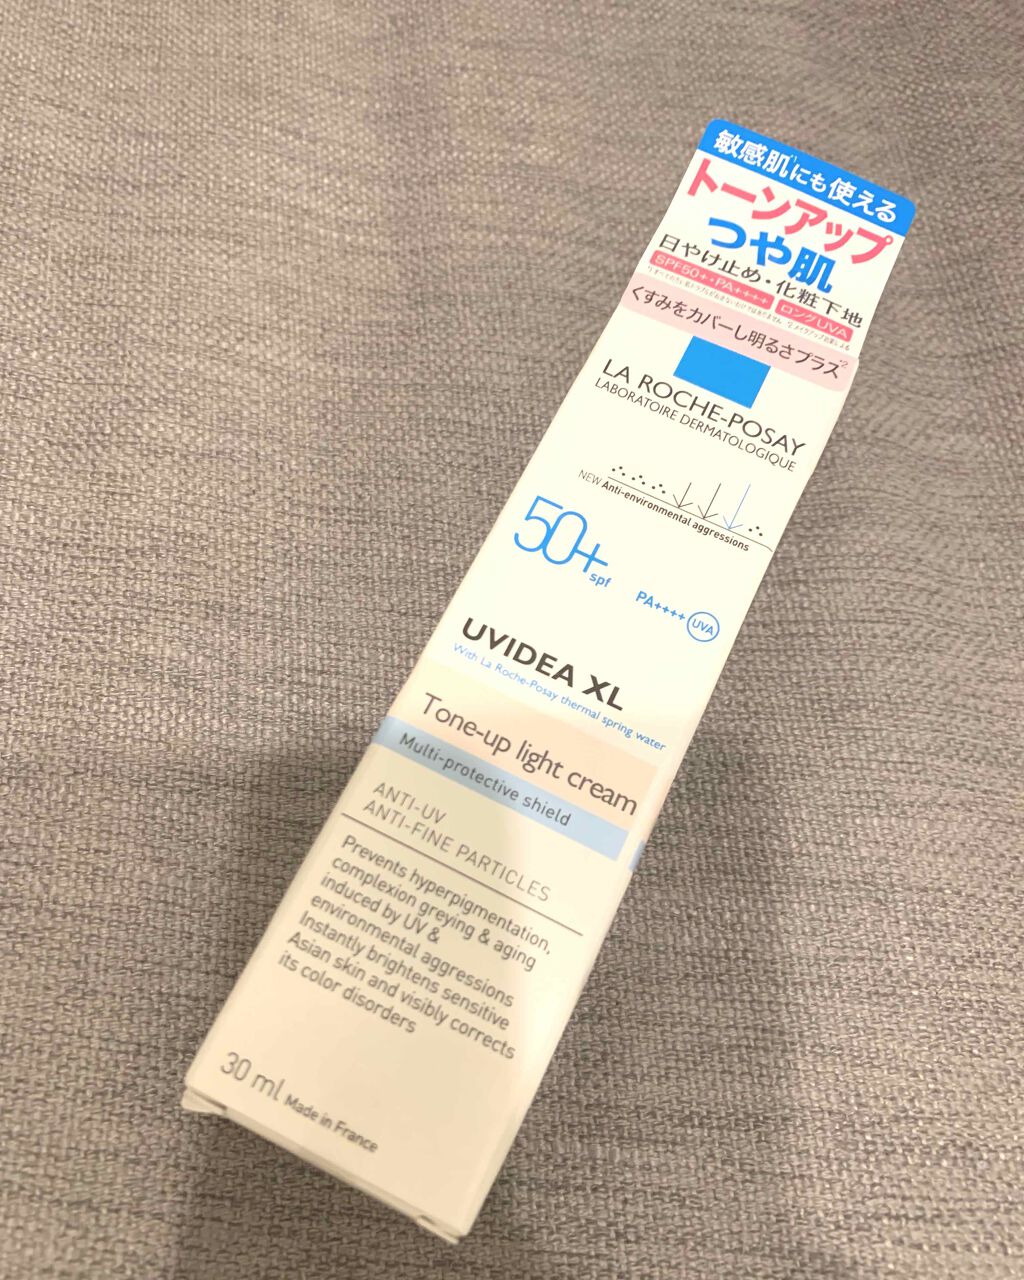 敏感肌*1にも使える
トーンアップ
つや肌
日やけ止め・化粧下地
SPF50+・PA++++ ロングUVA
くすみをカバーし明るさプラス*2
LA ROCHE-POSAY
LABORATOIRE DERMATOLOGIQUE
NEW Anti-environmental aggressions
50+
spf
PA++++ UVA
UVIDEA XL
With La Roche-Posay thermal spring water
Tone-up light cream
Multi-protective shield
ANTI-UV
ANTI-FINE PARTICLES
Prevents hyperpigmentation,
complexion greying & aging
induced by UV &
environmental aggressions
Instantly brightens sensitive
Asian skin and visibly corrects
its color disorders
30 ml Made in France